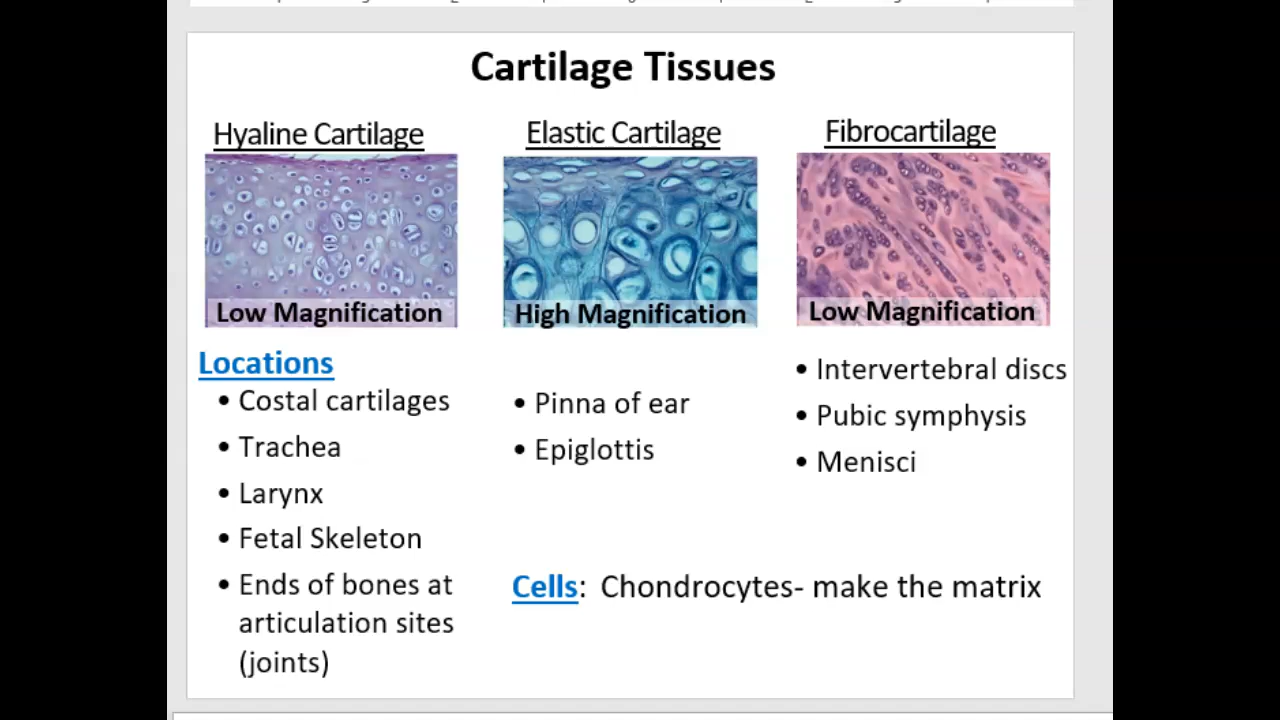 Cartilage Tissues
Hyaline Cartilage
Low Magnification
Locations
• Costal cartilages
• Trachea
• Larynx
• Fetal Skeleton
• Ends of bones at
articulation sites
(joints)
Elastic Cartilage
High Magnification
• Pinna of ear
• Epiglottis
Fibrocartilage
Low Magnification
• Intervertebral discs
• Pubic symphysis
• Menisci
Cells: Chondrocytes- make the matrix